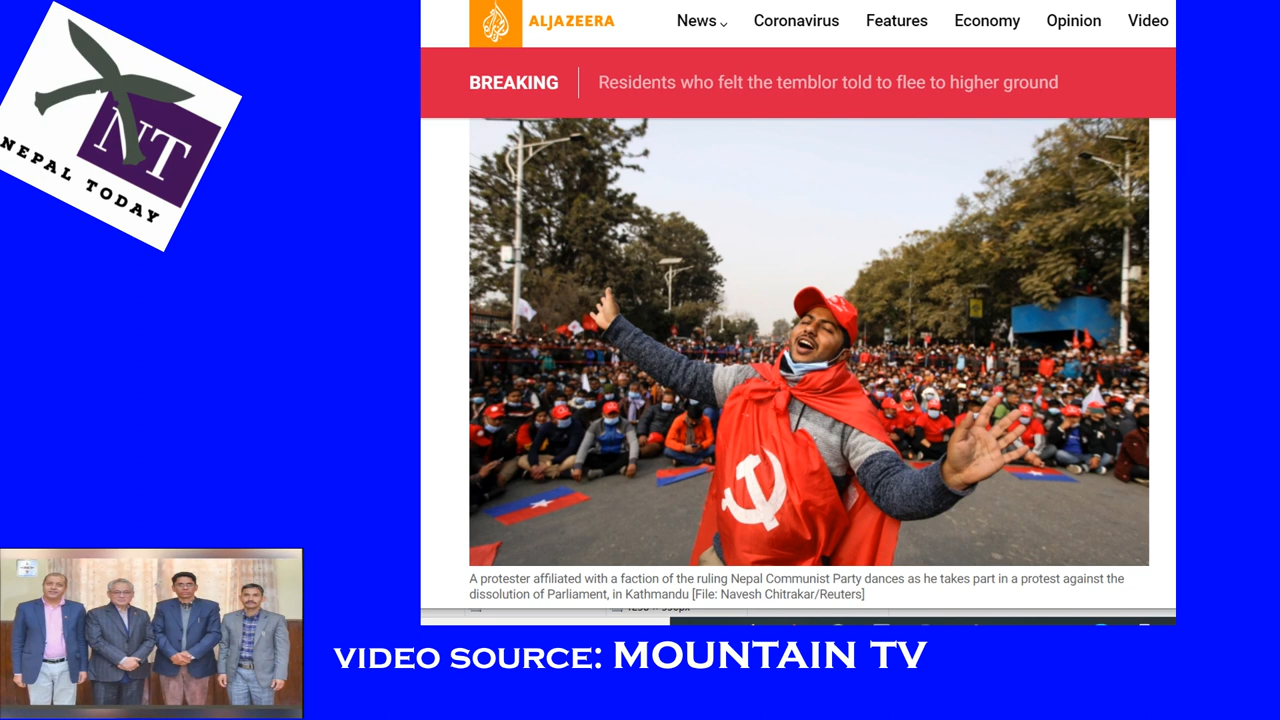 NT
NEPAL TODAY
ALJAZEERA
News Coronavirus Features Economy Opinion Video
BREAKING Residents who felt the temblor told to flee to higher ground
A protester affiliated with a faction of the ruling Nepal Communist Party dances as he takes part in a protest against the
dissolution of Parliament, in Kathmandu [File: Navesh Chitrakar/Reuters]
VIDEO SOURCE: MOUNTAIN TV